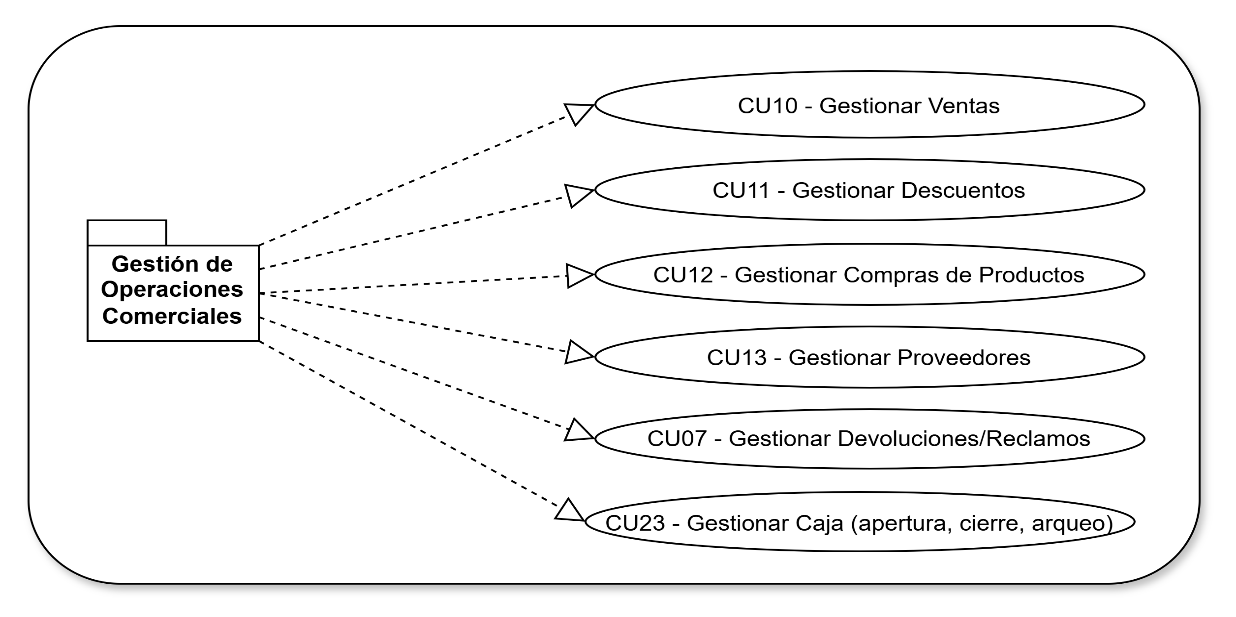 Gestión de
Operaciones
Comerciales
CU10 - Gestionar Ventas
CU11 - Gestionar Descuentos
CU12 - Gestionar Compras de Productos
CU13 - Gestionar Proveedores
CU07 - Gestionar Devoluciones/Reclamos
CU23 - Gestionar Caja (apertura, cierre, arqueo)